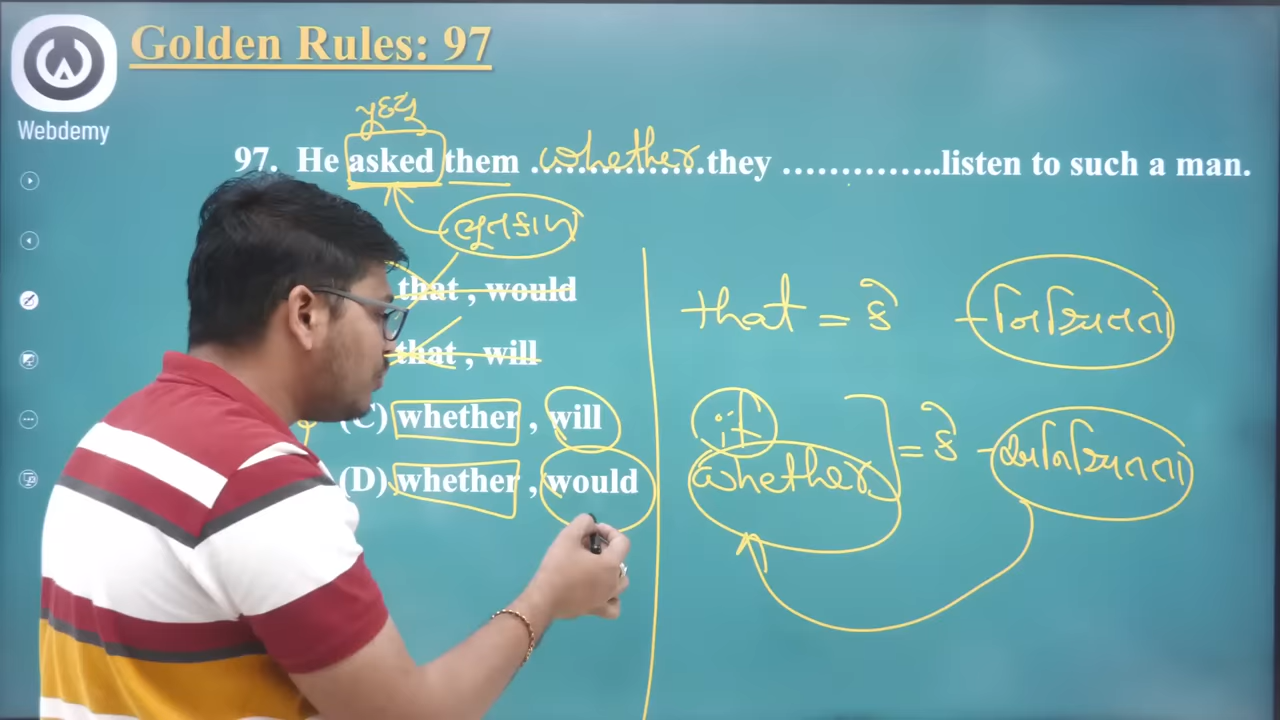 Golden Rules: 97
Webdemy
પૂછ્યું
97. He asked them ...............whether they ...............listen to such a man.
ભૂતકાળ
that , would
that , will
(C) whether , will
(D) whether , would
that = કે – નિશ્ચિતતા
if
whether = કે – અનિશ્ચિતતા